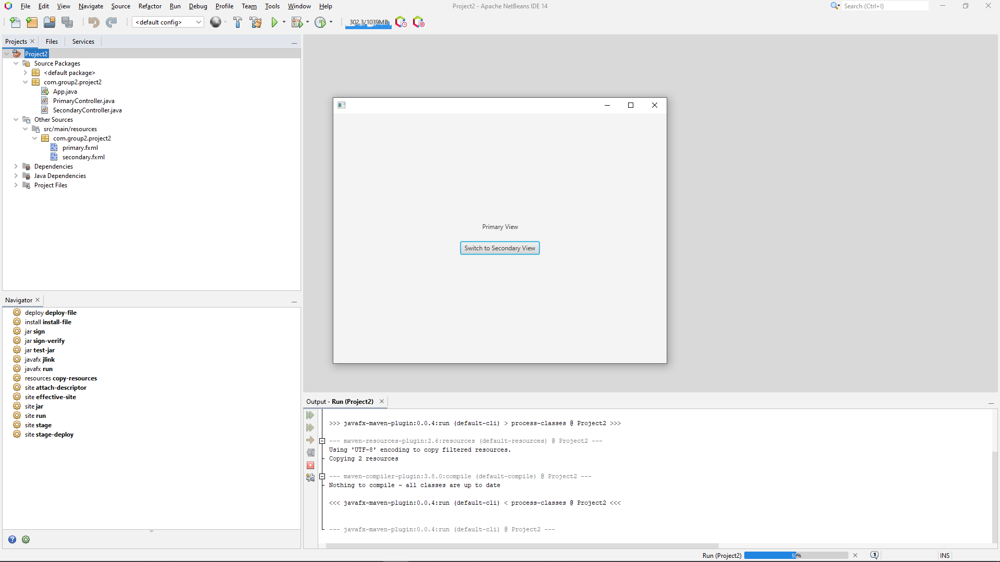 File Edit View Navigate Source Refactor Run Debug Profile Team Tools Window Help
Project2 - Apache NetBeans IDE 14
Search (Ctrl+I)
<default config>
302,3/1039MB
Projects Files Services
Project2
Source Packages
<default package>
com.group2.project2
App.java
PrimaryController.java
SecondaryController.java
Other Sources
src/main/resources
com.group2.project2
primary.fxml
secondary.fxml
Dependencies
Java Dependencies
Project Files
Primary View
Switch to Secondary View
Navigator
deploy deploy-file
install install-file
jar sign
jar sign-verify
jar test-jar
javafx jlink
javafx run
resources copy-resources
site attach-descriptor
site effective-site
site jar
site run
site stage
site stage-deploy
Output - Run (Project2)
>>> javafx-maven-plugin:0.0.4:run (default-cli) > process-classes @ Project2 >>>
--- maven-resources-plugin:2.6:resources (default-resources) @ Project2 ---
Using 'UTF-8' encoding to copy filtered resources.
Copying 2 resources
--- maven-compiler-plugin:3.8.0:compile (default-compile) @ Project2 ---
Nothing to compile - all classes are up to date
<<< javafx-maven-plugin:0.0.4:run (default-cli) < process-classes @ Project2 <<<
--- javafx-maven-plugin:0.0.4:run (default-cli) @ Project2 ---
Run (Project2)
50%
1
INS